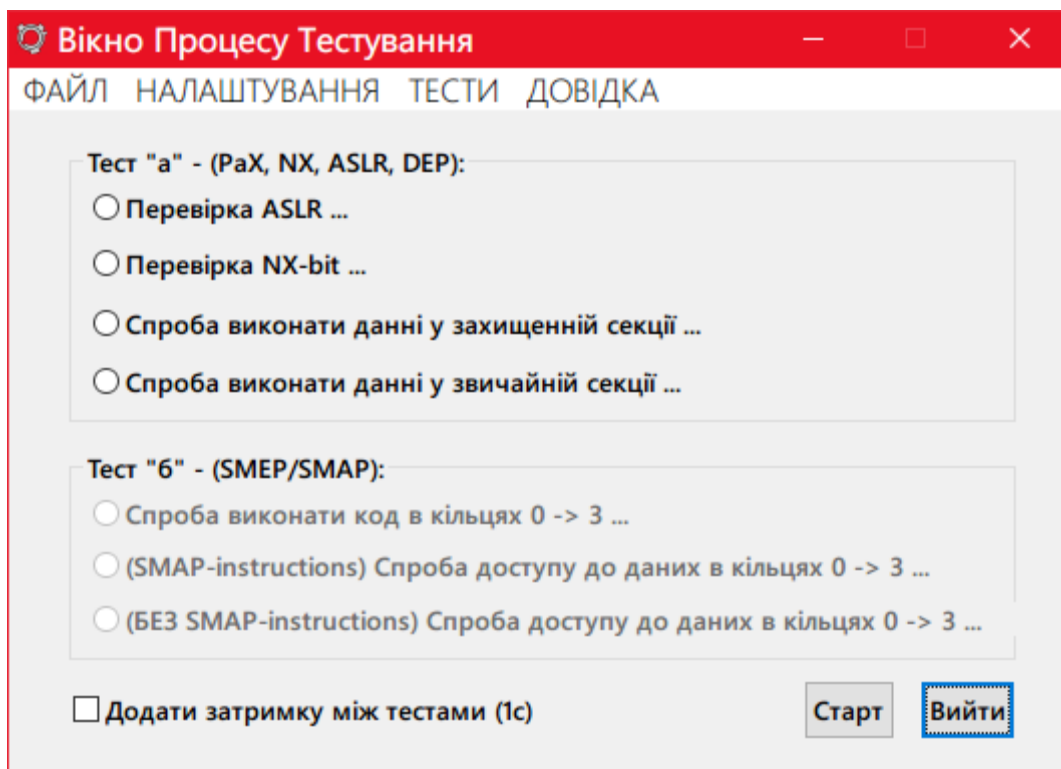 Вікно Процесу Тестування
ФАЙЛ НАЛАШТУВАННЯ ТЕСТИ ДОВІДКА
Тест "а" - (PaX, NX, ASLR, DEP):
Перевірка ASLR ...
Перевірка NX-bit ...
Спроба виконати данні у захищенній секції ...
Спроба виконати данні у звичайній секції ...
Тест "б" - (SMEP/SMAP):
Спроба виконати код в кільцях 0 -> 3 ...
(SMAP-instructions) Спроба доступу до даних в кільцях 0 -> 3 ...
(БЕЗ SMAP-instructions) Спроба доступу до даних в кільцях 0 -> 3 ...
Додати затримку між тестами (1с) Старт Вийти